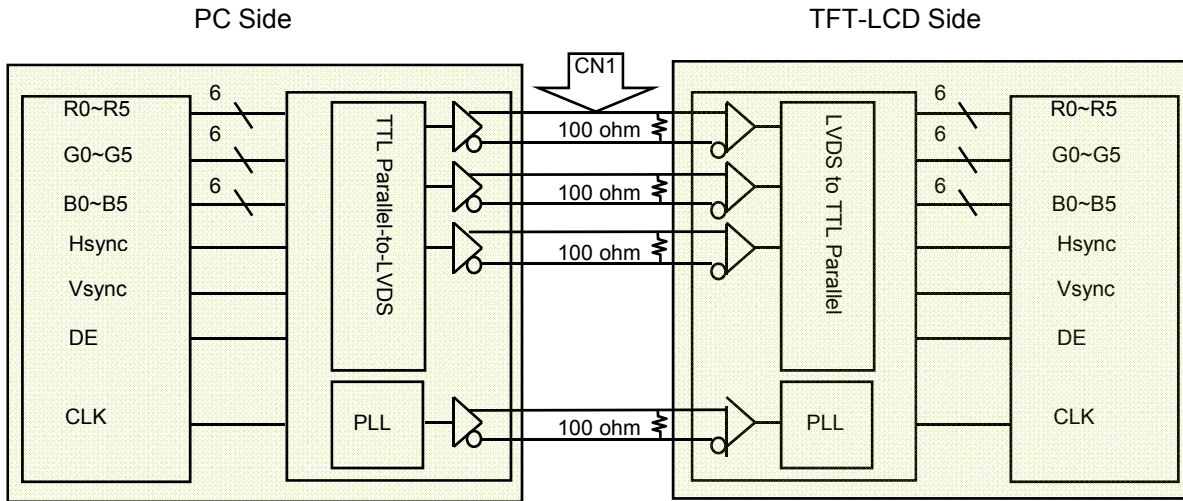 PC Side
TFT-LCD Side
CN1
R0~R5
6
G0~G5
6
B0~B5
6
Hsync
Vsync
DE
CLK
TTL Parallel-to-LVDS
PLL
100 ohm
100 ohm
100 ohm
100 ohm
LVDS to TTL Parallel
PLL
6
R0~R5
6
G0~G5
6
B0~B5
Hsync
Vsync
DE
CLK